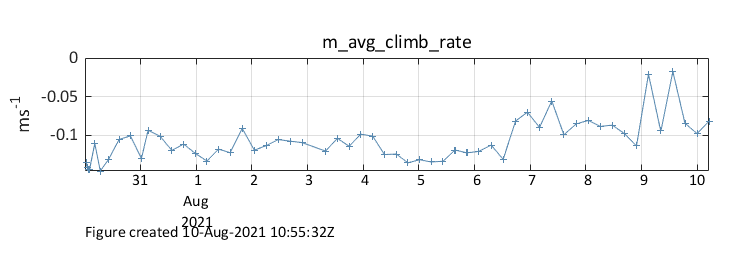 m_avg_climb_rate
0
-0.05
-0.1
ms-1
31 1 2 3 4 5 6 7 8 9 10
Aug
2021
Figure created 10-Aug-2021 10:55:32Z